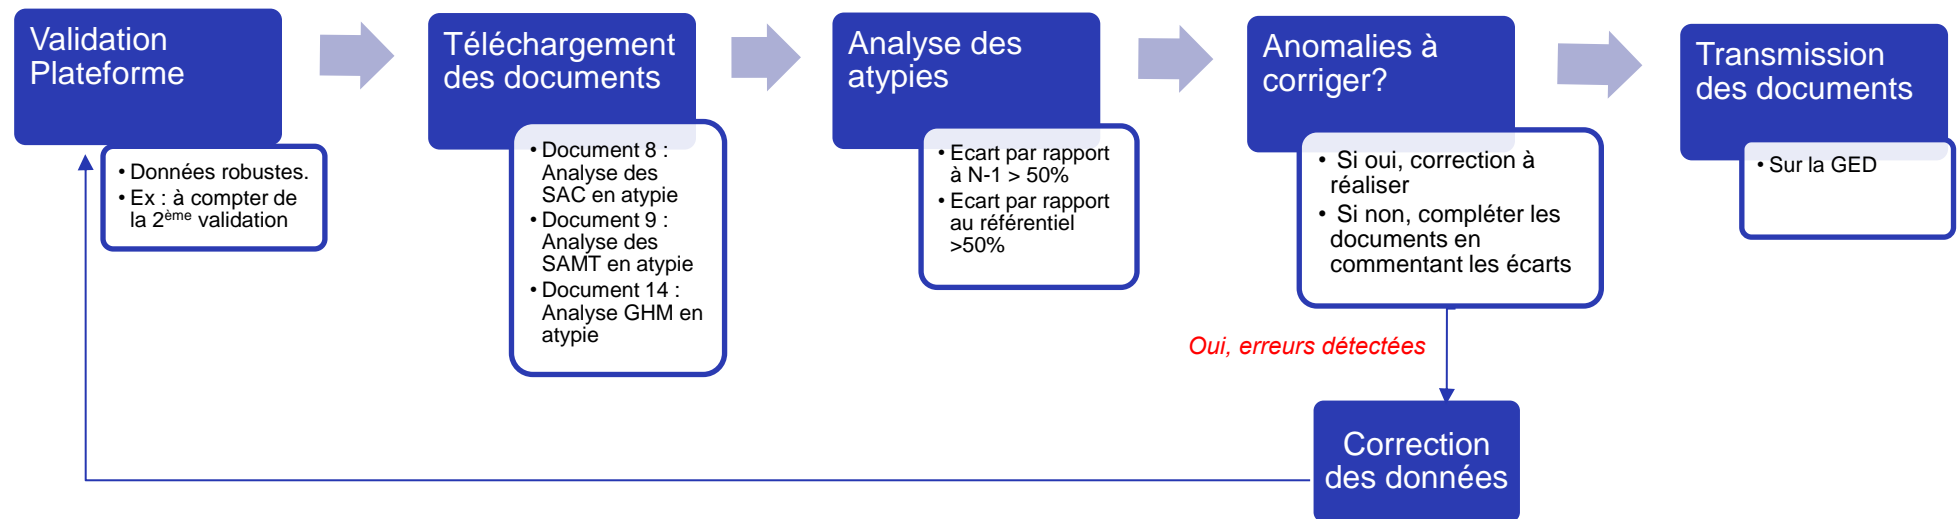 Validation
Plateforme
• Données robustes.
• Ex : à compter de
la 2ème validation
Téléchargement
des documents
• Document 8 :
Analyse des
SAC en atypie
• Document 9 :
Analyse des
SAMT en atypie
• Document 14 :
Analyse GHM en
atypie
Analyse des
atypies
• Ecart par rapport
à N-1 > 50%
• Ecart par rapport
au référentiel
>50%
Anomalies à
corriger?
• Si oui, correction à
réaliser
• Si non, compléter les
documents en
commentant les écarts
Transmission
des documents
• Sur la GED
Oui, erreurs détectées
Correction
des données